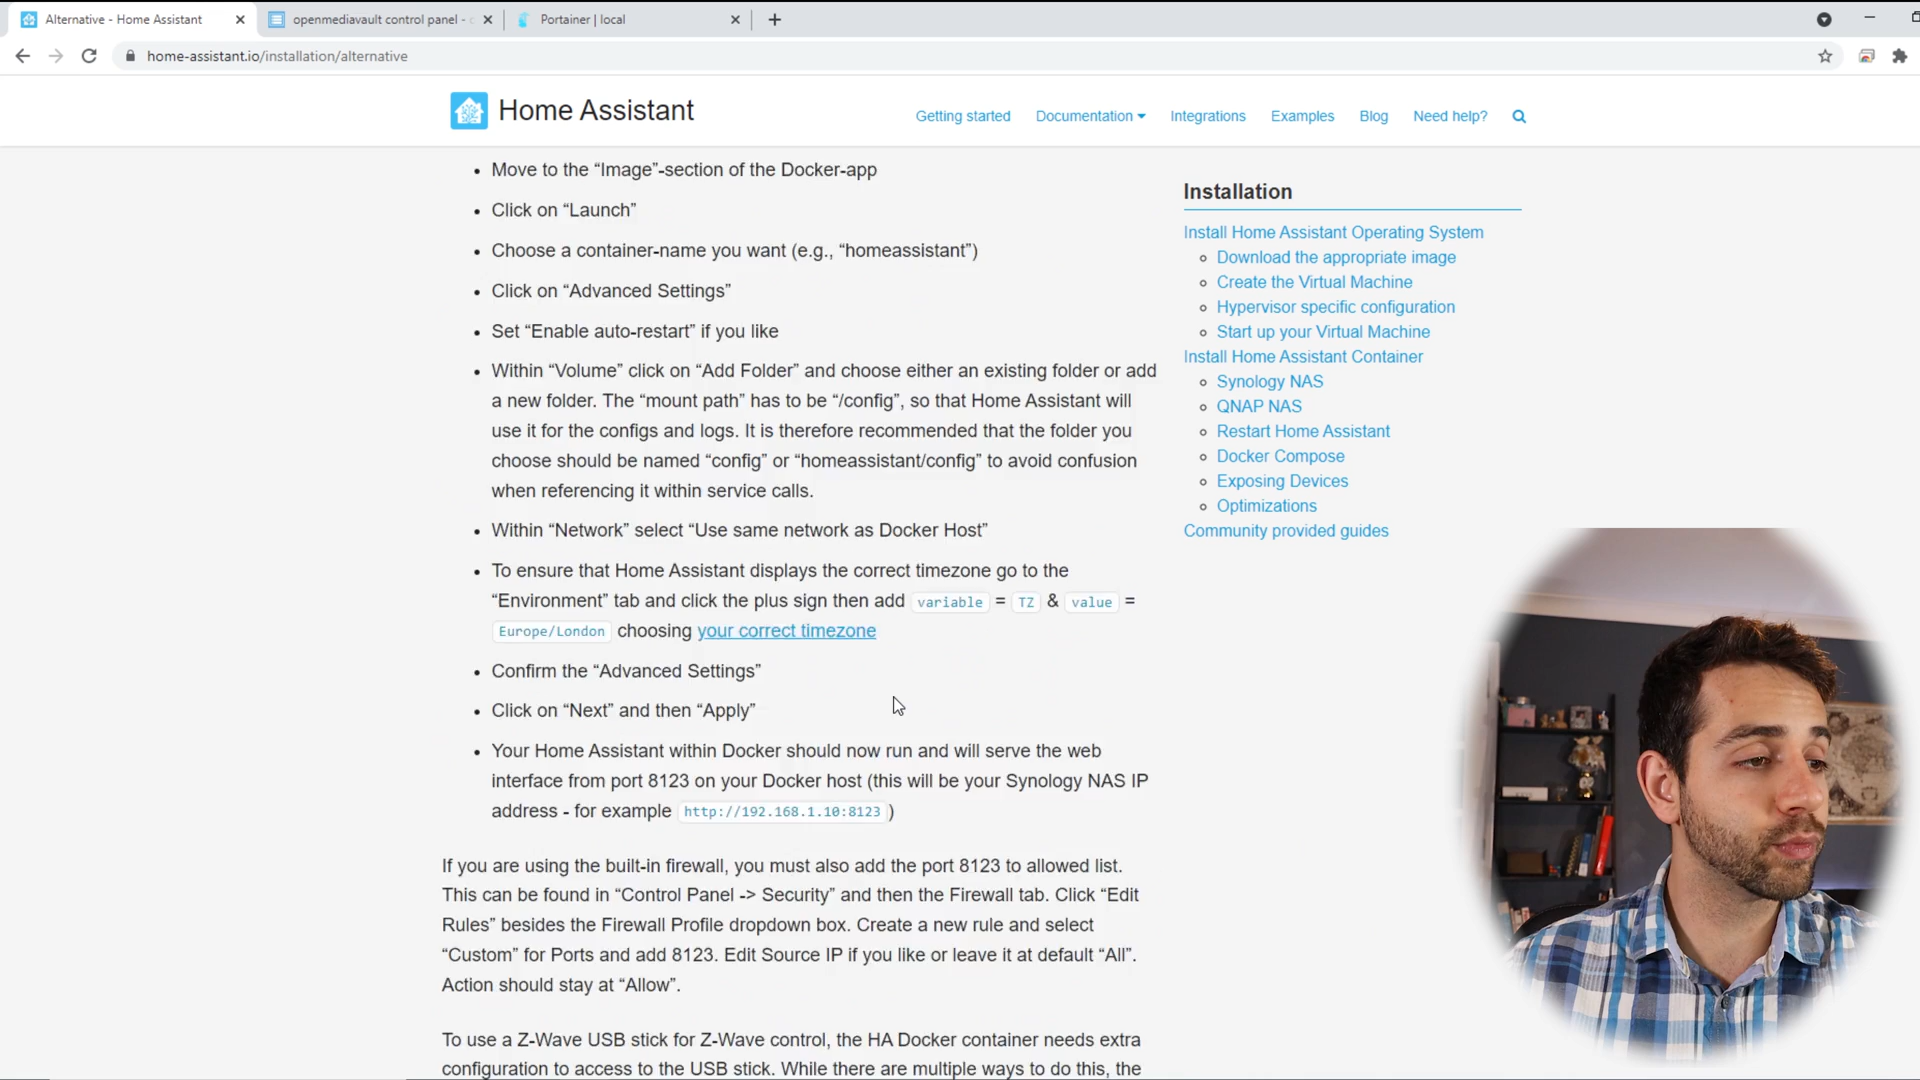 Alternative - Home Assistant
openmediavault control panel -
Portainer | local
home-assistant.io/installation/alternative
Home Assistant
Getting started
Documentation
Integrations
Examples
Blog
Need help?
Move to the “Image”-section of the Docker-app
Click on “Launch”
Choose a container-name you want (e.g., “homeassistant”)
Click on “Advanced Settings”
Set “Enable auto-restart” if you like
Within “Volume” click on “Add Folder” and choose either an existing folder or add
a new folder. The “mount path” has to be “/config”, so that Home Assistant will
use it for the configs and logs. It is therefore recommended that the folder you
choose should be named “config” or “homeassistant/config” to avoid confusion
when referencing it within service calls.
Within “Network” select “Use same network as Docker Host”
To ensure that Home Assistant displays the correct timezone go to the
“Environment” tab and click the plus sign then add variable = TZ & value =
Europe/London choosing your correct timezone
Confirm the “Advanced Settings”
Click on “Next” and then “Apply”
Your Home Assistant within Docker should now run and will serve the web
interface from port 8123 on your Docker host (this will be your Synology NAS IP
address - for example http://192.168.1.10:8123 )
If you are using the built-in firewall, you must also add the port 8123 to allowed list.
This can be found in “Control Panel -> Security” and then the Firewall tab. Click “Edit
Rules” besides the Firewall Profile dropdown box. Create a new rule and select
“Custom” for Ports and add 8123. Edit Source IP if you like or leave it at default “All”.
Action should stay at “Allow”.
To use a Z-Wave USB stick for Z-Wave control, the HA Docker container needs extra
configuration to access to the USB stick. While there are multiple ways to do this, the
Installation
Install Home Assistant Operating System
Download the appropriate image
Create the Virtual Machine
Hypervisor specific configuration
Start up your Virtual Machine
Install Home Assistant Container
Synology NAS
QNAP NAS
Restart Home Assistant
Docker Compose
Exposing Devices
Optimizations
Community provided guides